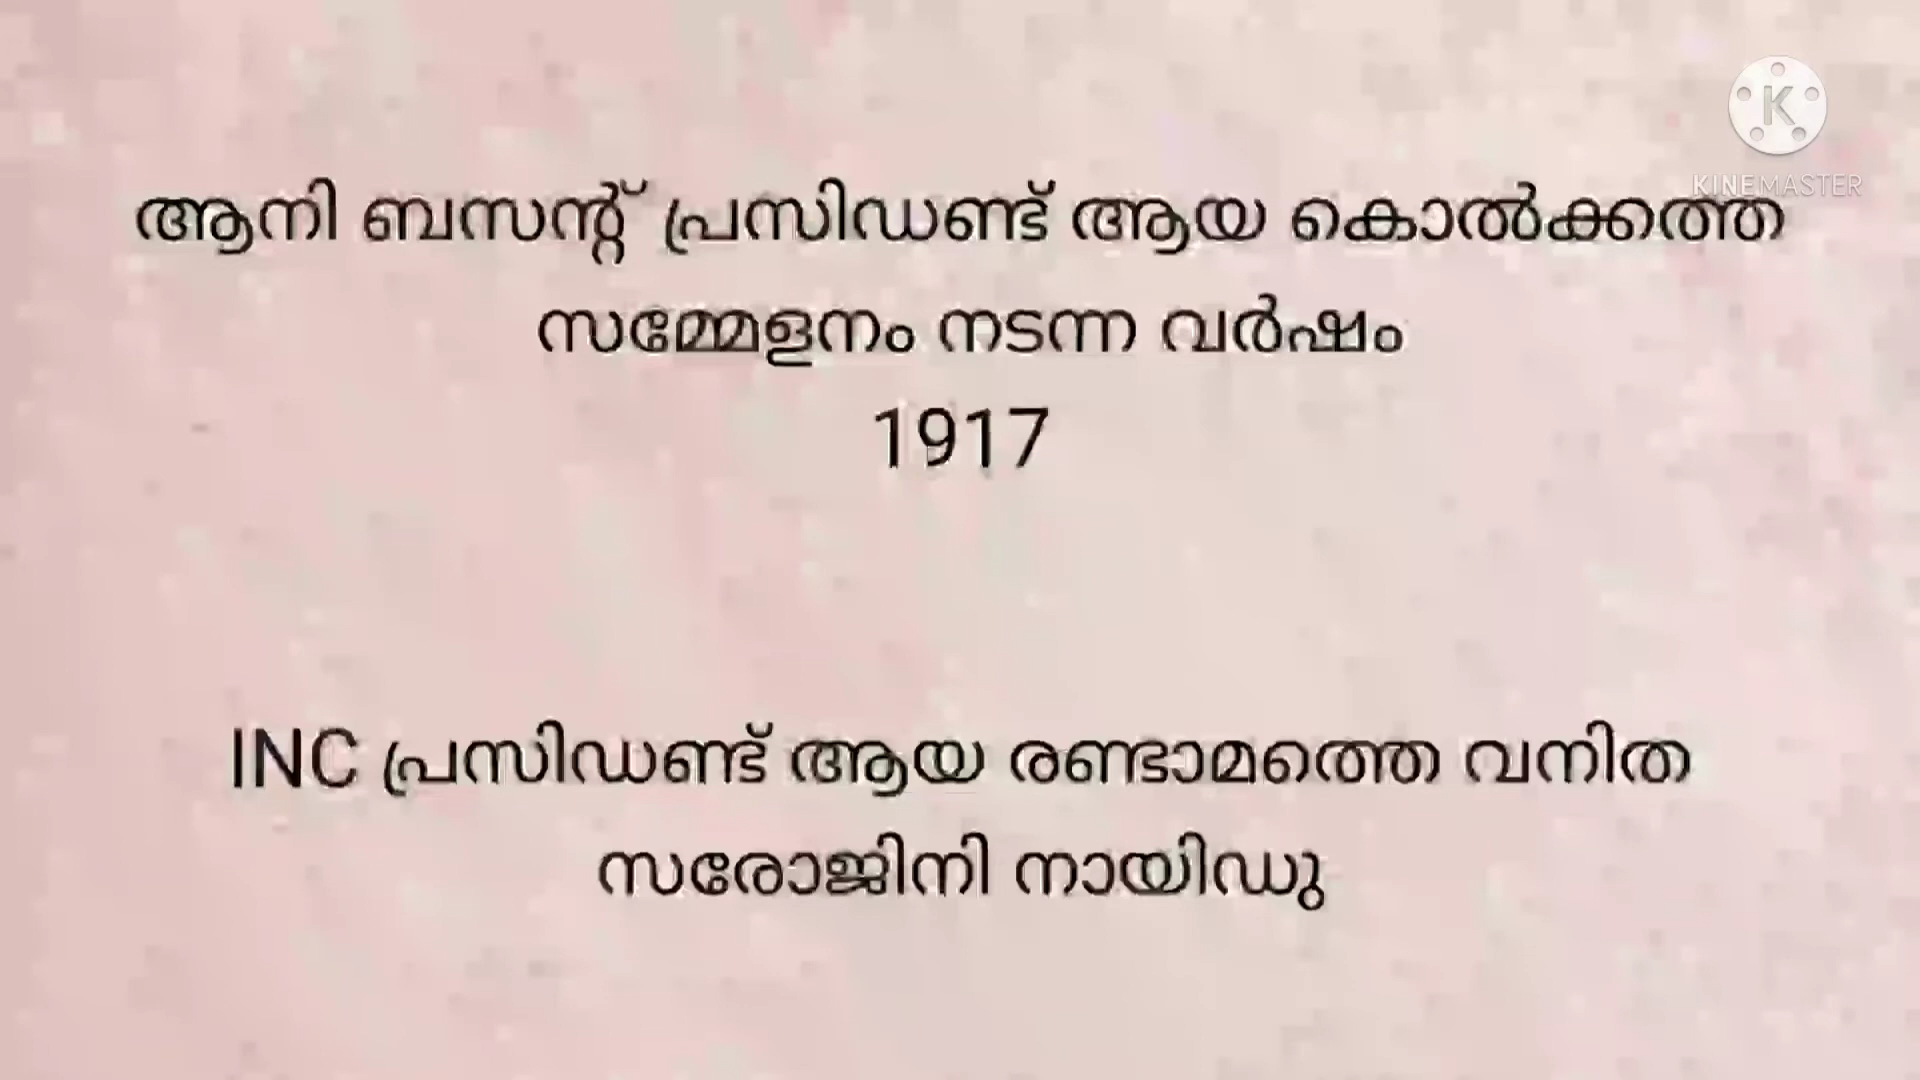 K
KINEMASTER
ആനി ബസന്റ് പ്രസിഡണ്ട് ആയ കൊൽക്കത്ത
സമ്മേളനം നടന്ന വർഷം
1917
INC പ്രസിഡണ്ട് ആയ രണ്ടാമത്തെ വനിത
സരോജിനി നായിഡു